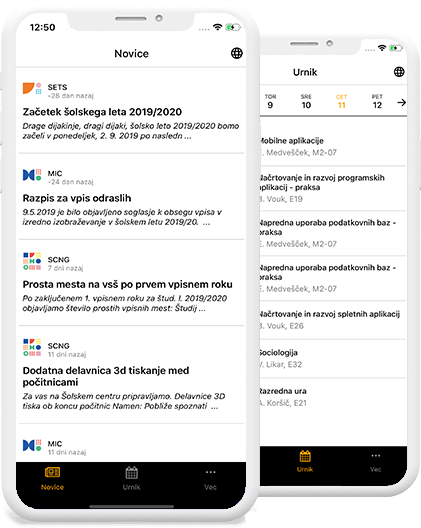 12:50
Novice
SETS
-28 dan nazaj
Začetek šolskega leta 2019/2020
Drage dijakinje, dragi dijaki, šolsko leto 2019/2020 bomo
začeli v ponedeljek, 2. 9. 2019 po nasledn ...
MIC
-24 dan nazaj
Razpis za vpis odraslih
9.5.2019 je bilo objavljeno soglasje k obsegu vpisa v
izredno izobraževanje v šolskem letu 2019/20. ...
SCNG
7 dni nazaj
Prosta mesta na vsš po prvem vpisnem roku
Po zaključenem 1. vpisnem roku za štud. l. 2019/2020
objavljamo število prostih vpisnih mest: Študij ...
SCNG
11 dni nazaj
Dodatna delavnica 3d tiskanje med
počitnicami
Za vas na Šolskem centru pripravljamo. Delavnice 3D
tiska ob koncu počitnic Namen: Pobliže spoznati ...
MIC
11 dni nazaj
Novice
Urnik
Vec
Urnik
TOR
9
SRE
10
ČET
11
PET
12
Mobilne aplikacije
E. Medvešček, M2-07
Načrtovanje in razvoj programskih
aplikacij - praksa
B. Vouk, E19
Napredna uporaba podatkovnih baz -
praksa
E. Medvešček, M2-07
Napredna uporaba podatkovnih baz -
praksa
E. Medvešček, M2-07
Načrtovanje in razvoj spletnih aplikacij
B. Vouk, E26
Sociologija
V. Likar, E32
Razredna ura
A. Koršič, E21
Urnik
Vec